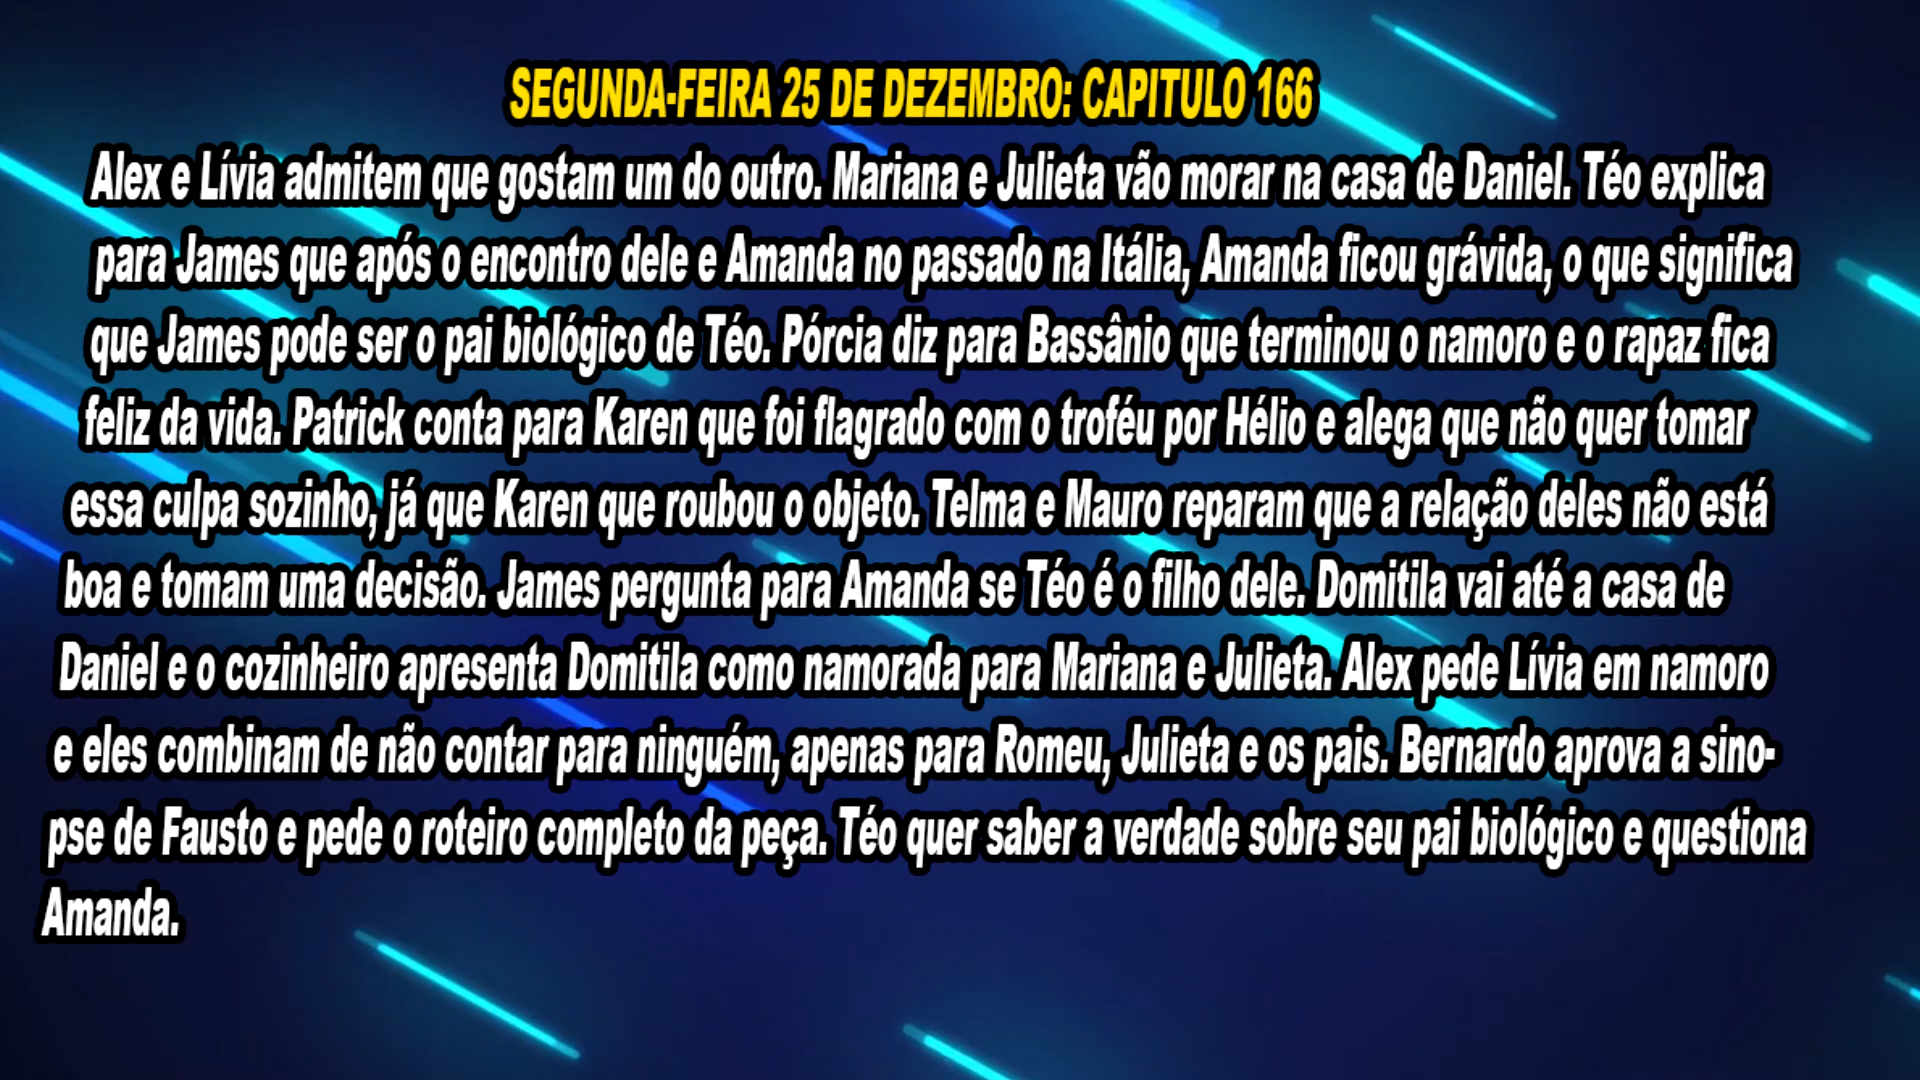 SEGUNDA-FEIRA 25 DE DEZEMBRO: CAPITULO 166
Alex e Lívia admitem que gostam um do outro. Mariana e Julieta vão morar na casa de Daniel. Téo explica
para James que após o encontro dele e Amanda no passado na Itália, Amanda ficou grávida, o que significa
que James pode ser o pai biológico de Téo. Pórcia diz para Bassânio que terminou o namoro e o rapaz fica
feliz da vida. Patrick conta para Karen que foi flagrado com o troféu por Hélio e alega que não quer tomar
essa culpa sozinho, já que Karen que roubou o objeto. Telma e Mauro reparam que a relação deles não está
boa e tomam uma decisão. James pergunta para Amanda se Téo é o filho dele. Domitila vai até a casa de
Daniel e o cozinheiro apresenta Domitila como namorada para Mariana e Julieta. Alex pede Lívia em namoro
e eles combinam de não contar para ninguém, apenas para Romeu, Julieta e os pais. Bernardo aprova a sino-
pse de Fausto e pede o roteiro completo da peça. Téo quer saber a verdade sobre seu pai biológico e questiona
Amanda.